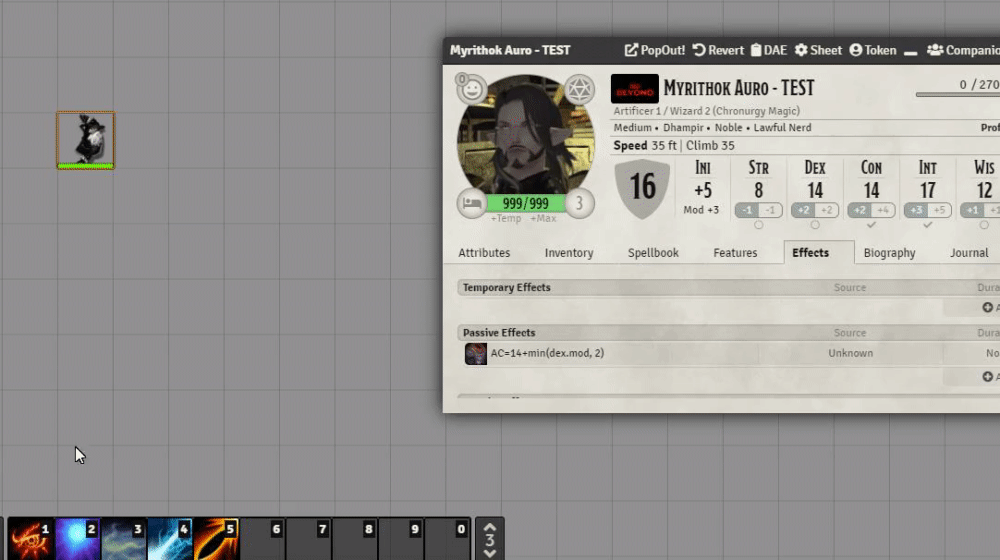 Myrithok Auro - TEST PopOut! Revert DAE Sheet Token Companio
0
BEYOND
MYRITHOK AURO - TEST
0 / 270
Artificer 1 / Wizard 2 (Chronurgy Magic)
Medium • Dhampir • Noble • Lawful Nerd Prof
Speed 35 ft | Climb 35
16
INI STR DEX CON INT WIS
+5 8 14 14 17 12
Mod +3 -1 -1 +2 +2 +2 +4 +3 +5 +1
999/999 3
+Temp +Max
Attributes Inventory Spellbook Features Effects Biography Journal
Temporary Effects Source Dura
A
Passive Effects Source Dura
AC=14+min(dex.mod, 2) Unknown No
A
1 2 3 4 5 6 7 8 9 0
3